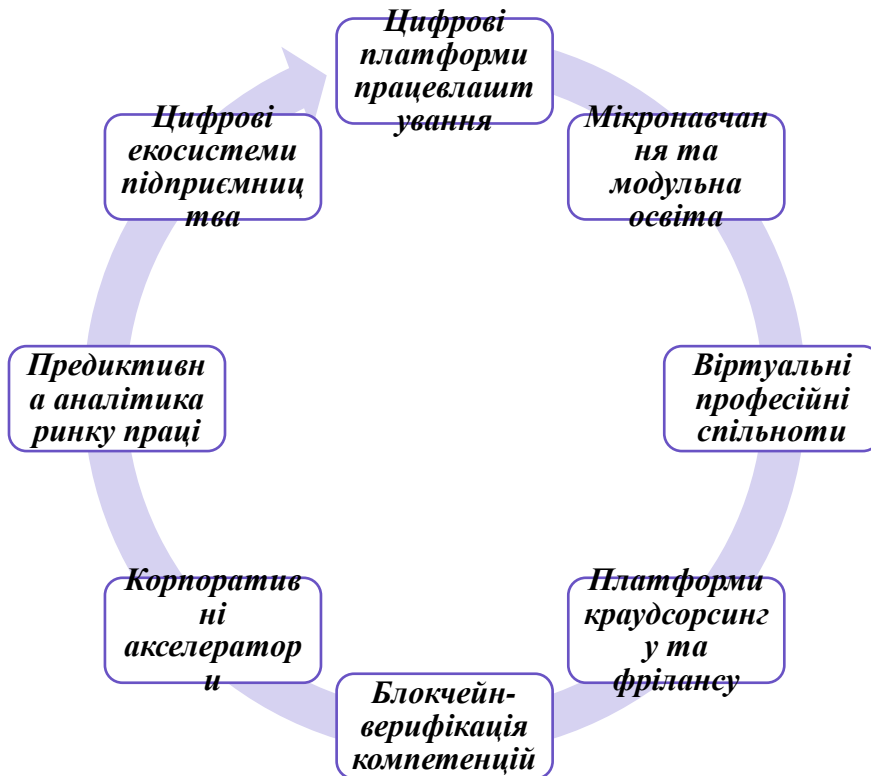 Цифрові
платформи
працевлашт
ування
Мікронавчан
ня та
модульна
освіта
Віртуальні
професійні
спільноти
Платформи
краудсорсинг
у та
фрілансу
Блокчейн-
верифікація
компетенцій
Корпоратив
ні
акселератор
и
Предиктивн
а аналітика
ринку праці
Цифрові
екосистеми
підприємниц
тва